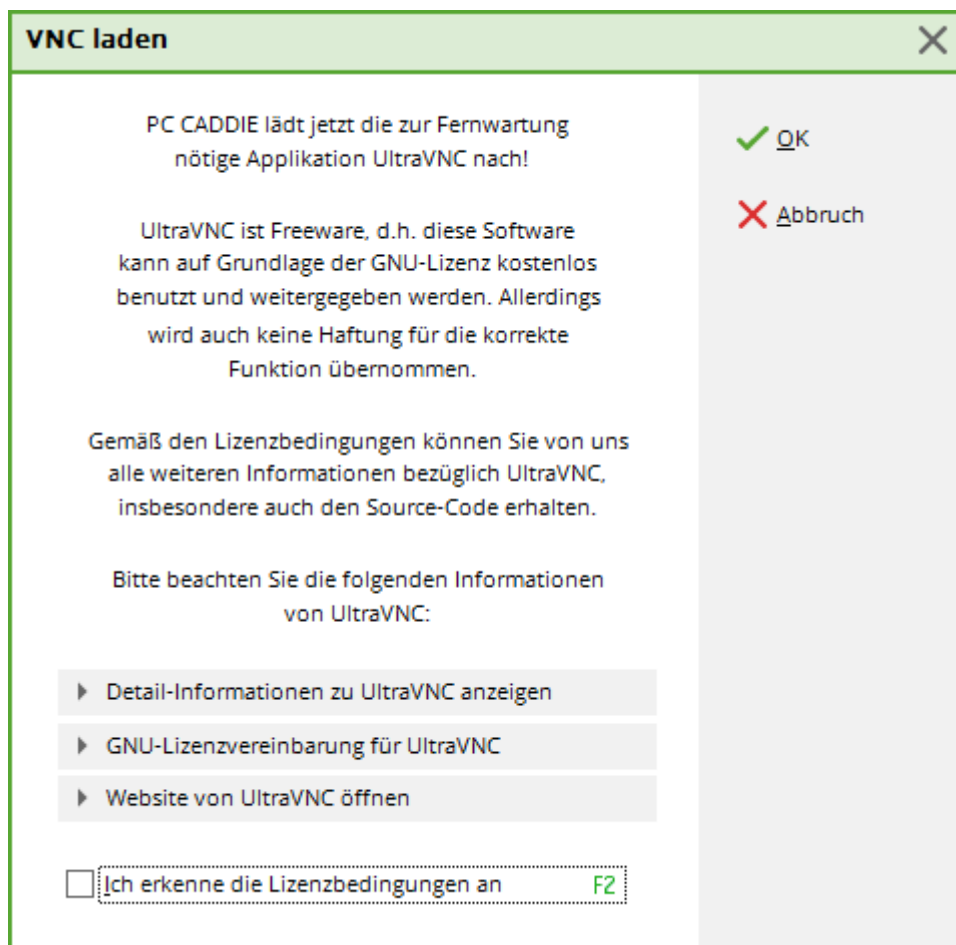 VNC laden
PC CADDIE lädt jetzt die zur Fernwartung
nötige Applikation UltraVNC nach!
OK
Abbruch
UltraVNC ist Freeware, d.h. diese Software
kann auf Grundlage der GNU-Lizenz kostenlos
benutzt und weitergegeben werden. Allerdings
wird auch keine Haftung für die korrekte
Funktion übernommen.
Gemäß den Lizenzbedingungen können Sie von uns
alle weiteren Informationen bezüglich UltraVNC,
insbesondere auch den Source-Code erhalten.
Bitte beachten Sie die folgenden Informationen
von UltraVNC:
Detail-Informationen zu UltraVNC anzeigen
GNU-Lizenzvereinbarung für UltraVNC
Website von UltraVNC öffnen
Ich erkenne die Lizenzbedingungen an F2